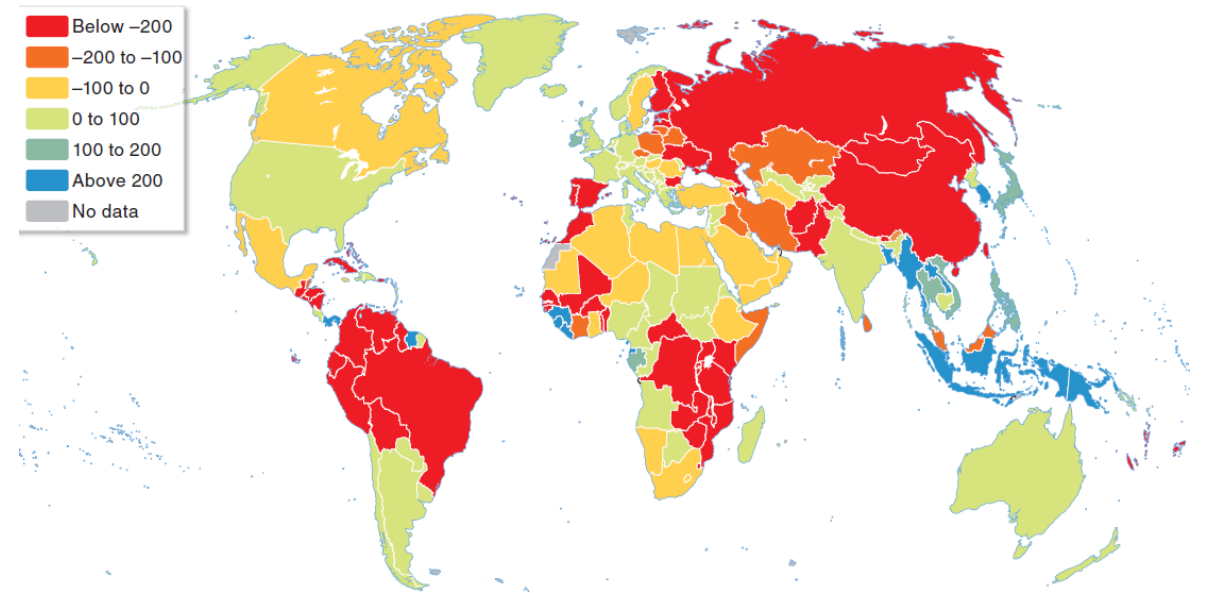 Below –200
–200 to –100
–100 to 0
0 to 100
100 to 200
Above 200
No data